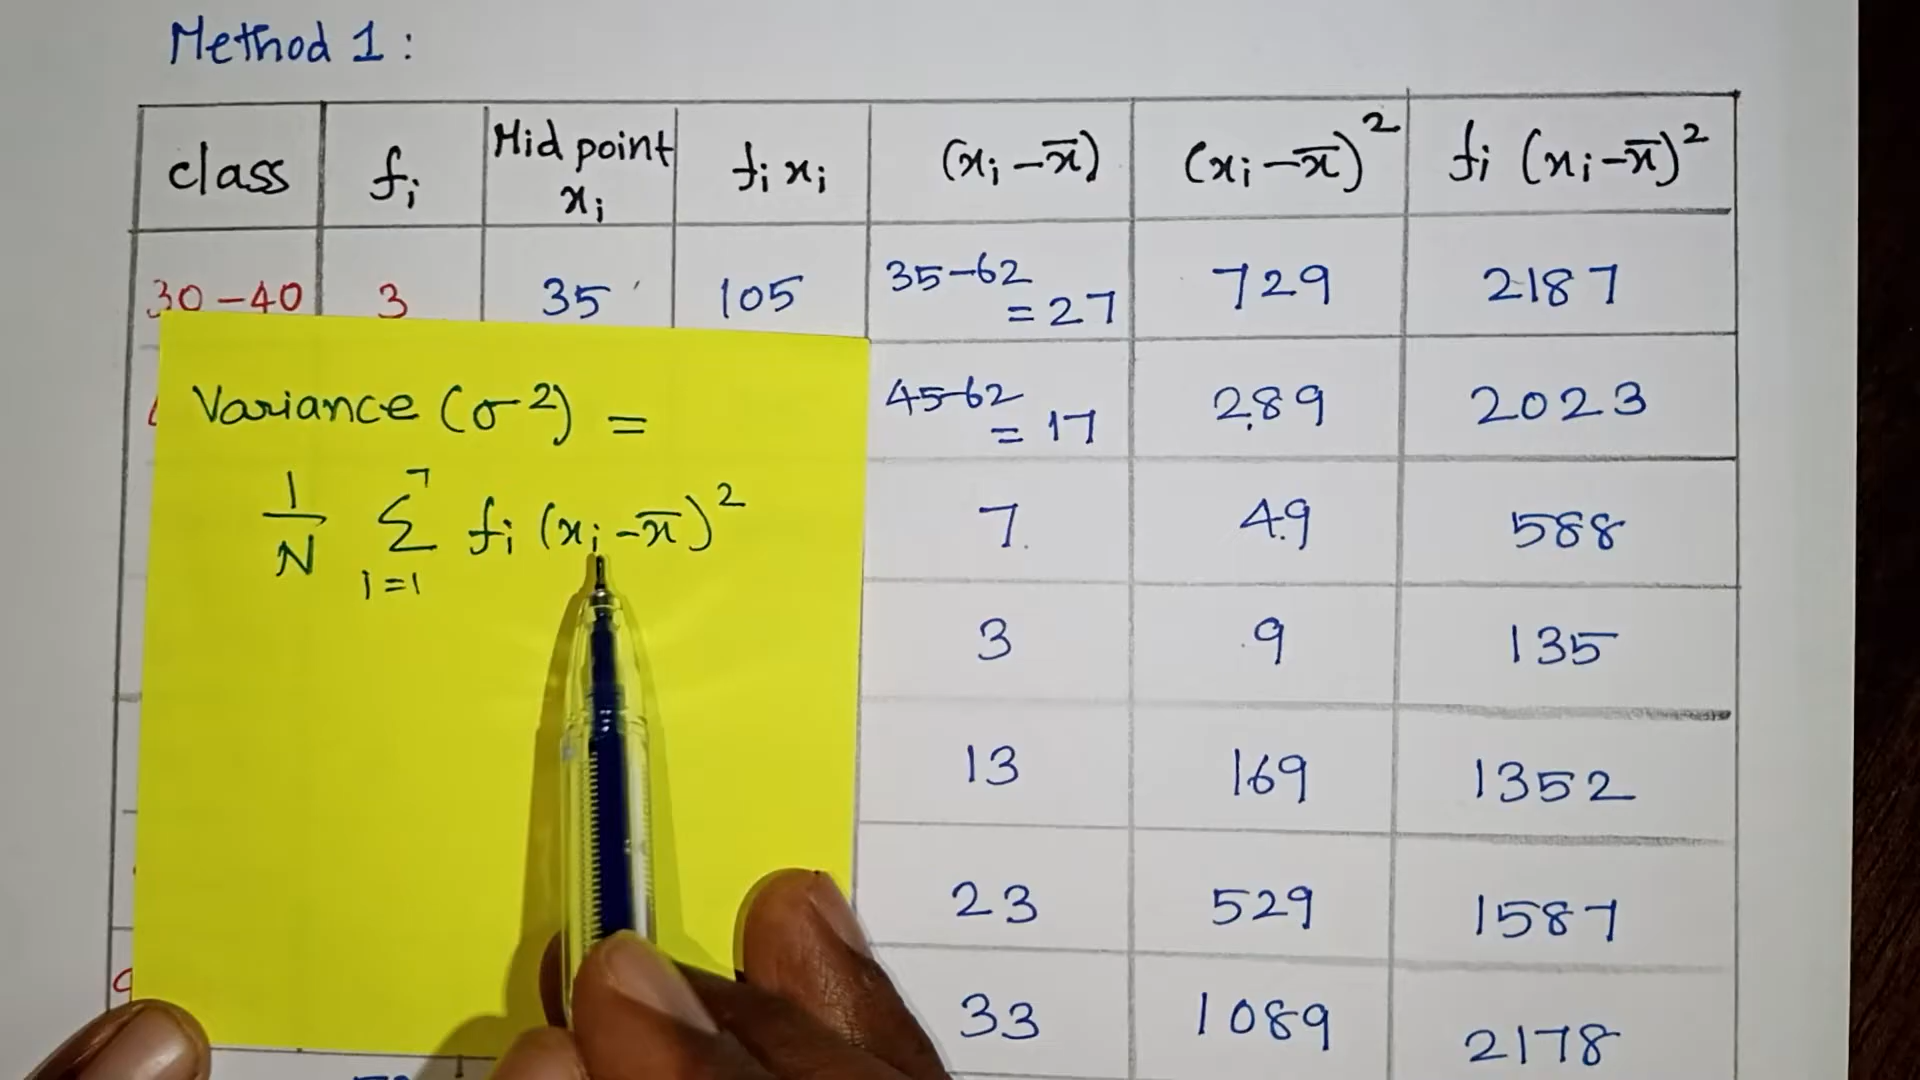 Method 1 :
class fi Mid point xi fi xi (xi – x̄) (xi – x̄)² fi (xi – x̄)²
30 – 40 3 35 105 35–62 = 27 729 2187
45–62 = 17 289 2023
7 49 588
3 9 135
13 169 1352
23 529 1587
33 1089 2178
Variance (σ²) =
1/N Σ fi (xi – x̄)²
7
i=1